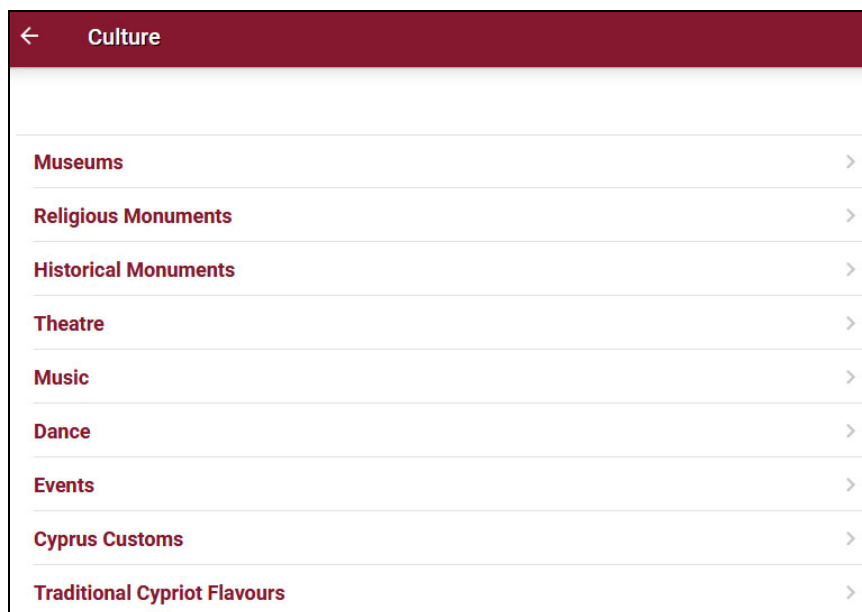 Culture
Museums
Religious Monuments
Historical Monuments
Theatre
Music
Dance
Events
Cyprus Customs
Traditional Cypriot Flavours